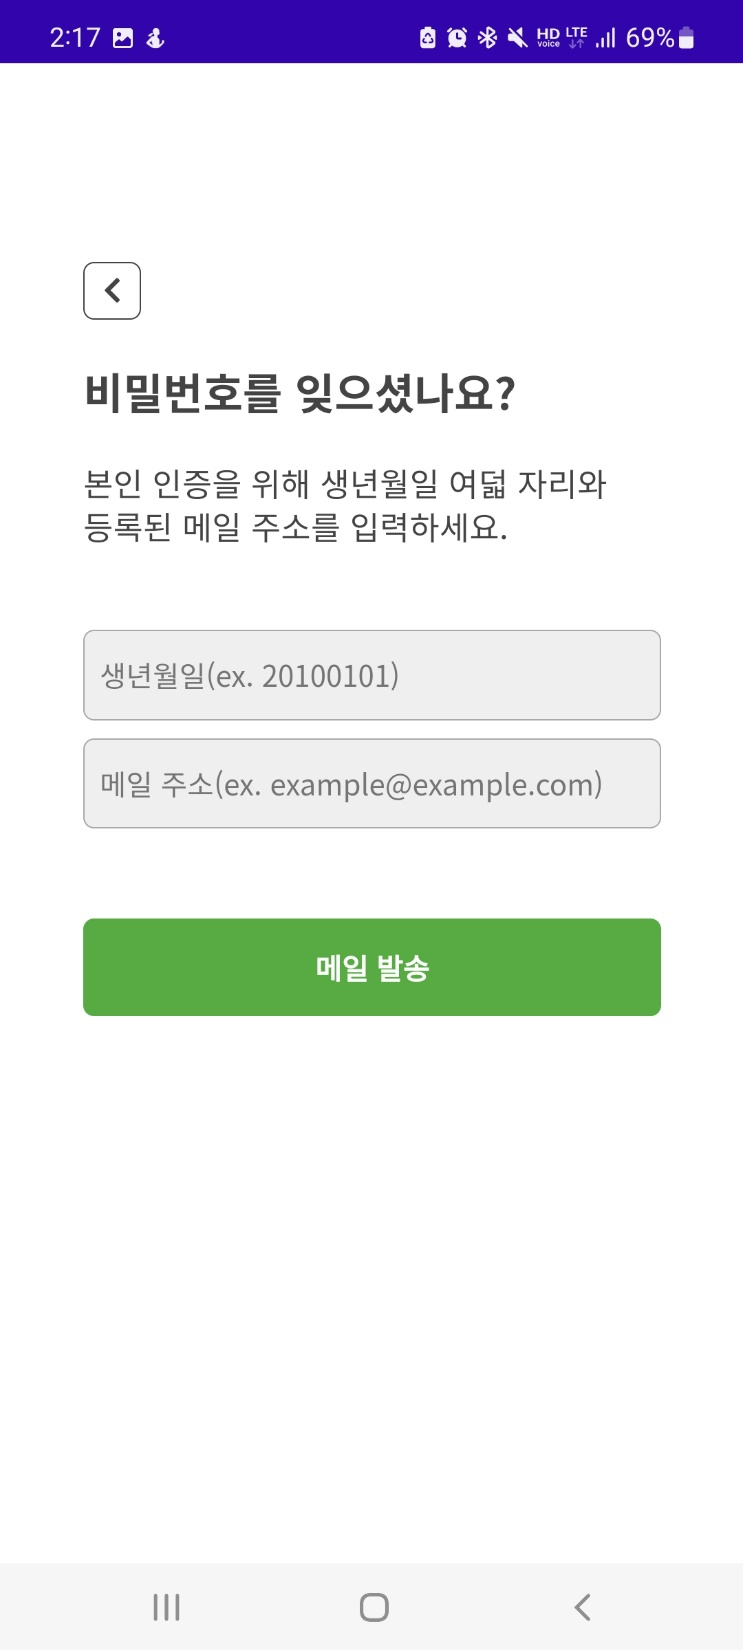 2:17
HD voice LTE 69%
비밀번호를 잊으셨나요?
본인 인증을 위해 생년월일 여덟 자리와
등록된 메일 주소를 입력하세요.
생년월일(ex. 20100101)
메일 주소(ex. example@example.com)
메일 발송